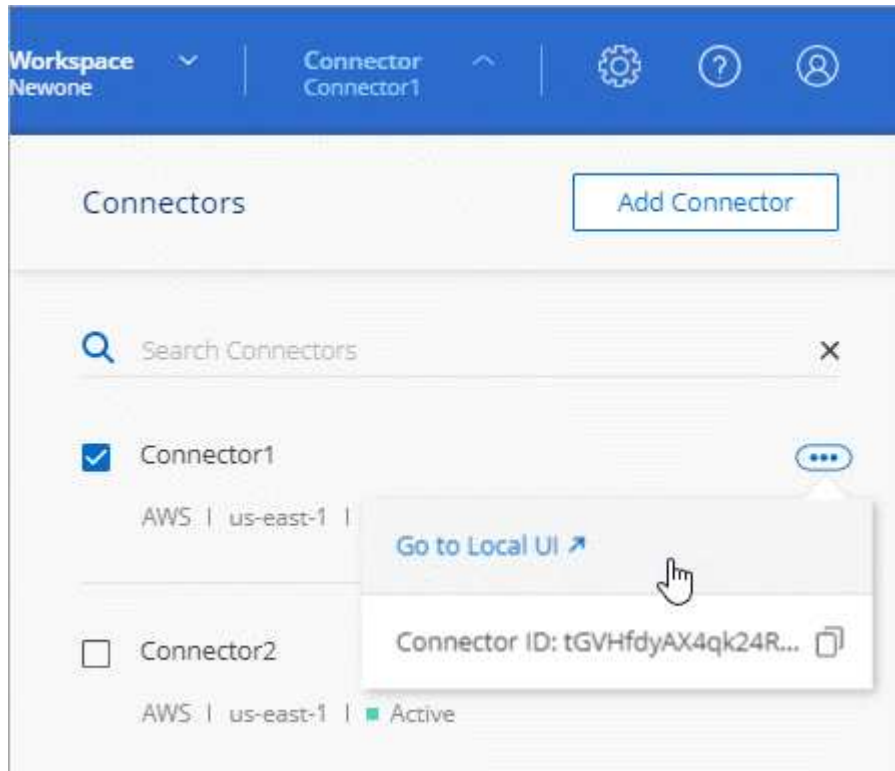 Workspace
Newone
Connector
Connector1
Connectors
Add Connector
Search Connectors
Connector1
AWS | us-east-1 |
Go to Local UI
Connector ID: tGVHfdyAX4qk24R...
Connector2
AWS | us-east-1 | Active